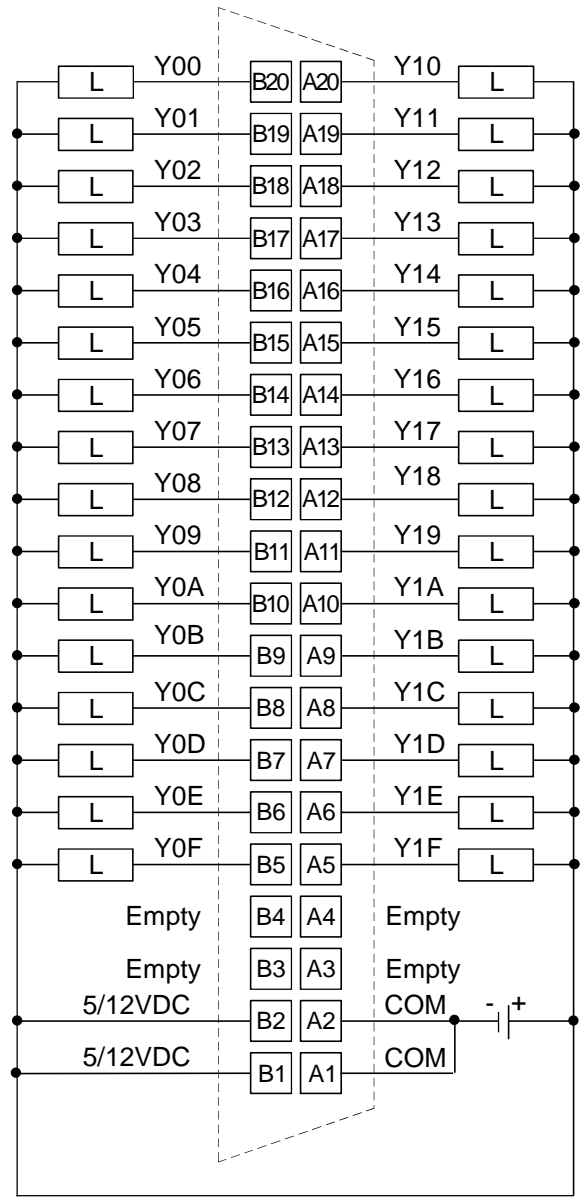 L Y00 B20 A20 Y10 L
L Y01 B19 A19 Y11 L
L Y02 B18 A18 Y12 L
L Y03 B17 A17 Y13 L
L Y04 B16 A16 Y14 L
L Y05 B15 A15 Y15 L
L Y06 B14 A14 Y16 L
L Y07 B13 A13 Y17 L
L Y08 B12 A12 Y18 L
L Y09 B11 A11 Y19 L
L Y0A B10 A10 Y1A L
L Y0B B9 A9 Y1B L
L Y0C B8 A8 Y1C L
L Y0D B7 A7 Y1D L
L Y0E B6 A6 Y1E L
L Y0F B5 A5 Y1F L
Empty B4 A4 Empty
Empty B3 A3 Empty
5/12VDC B2 A2 COM - +
5/12VDC B1 A1 COM